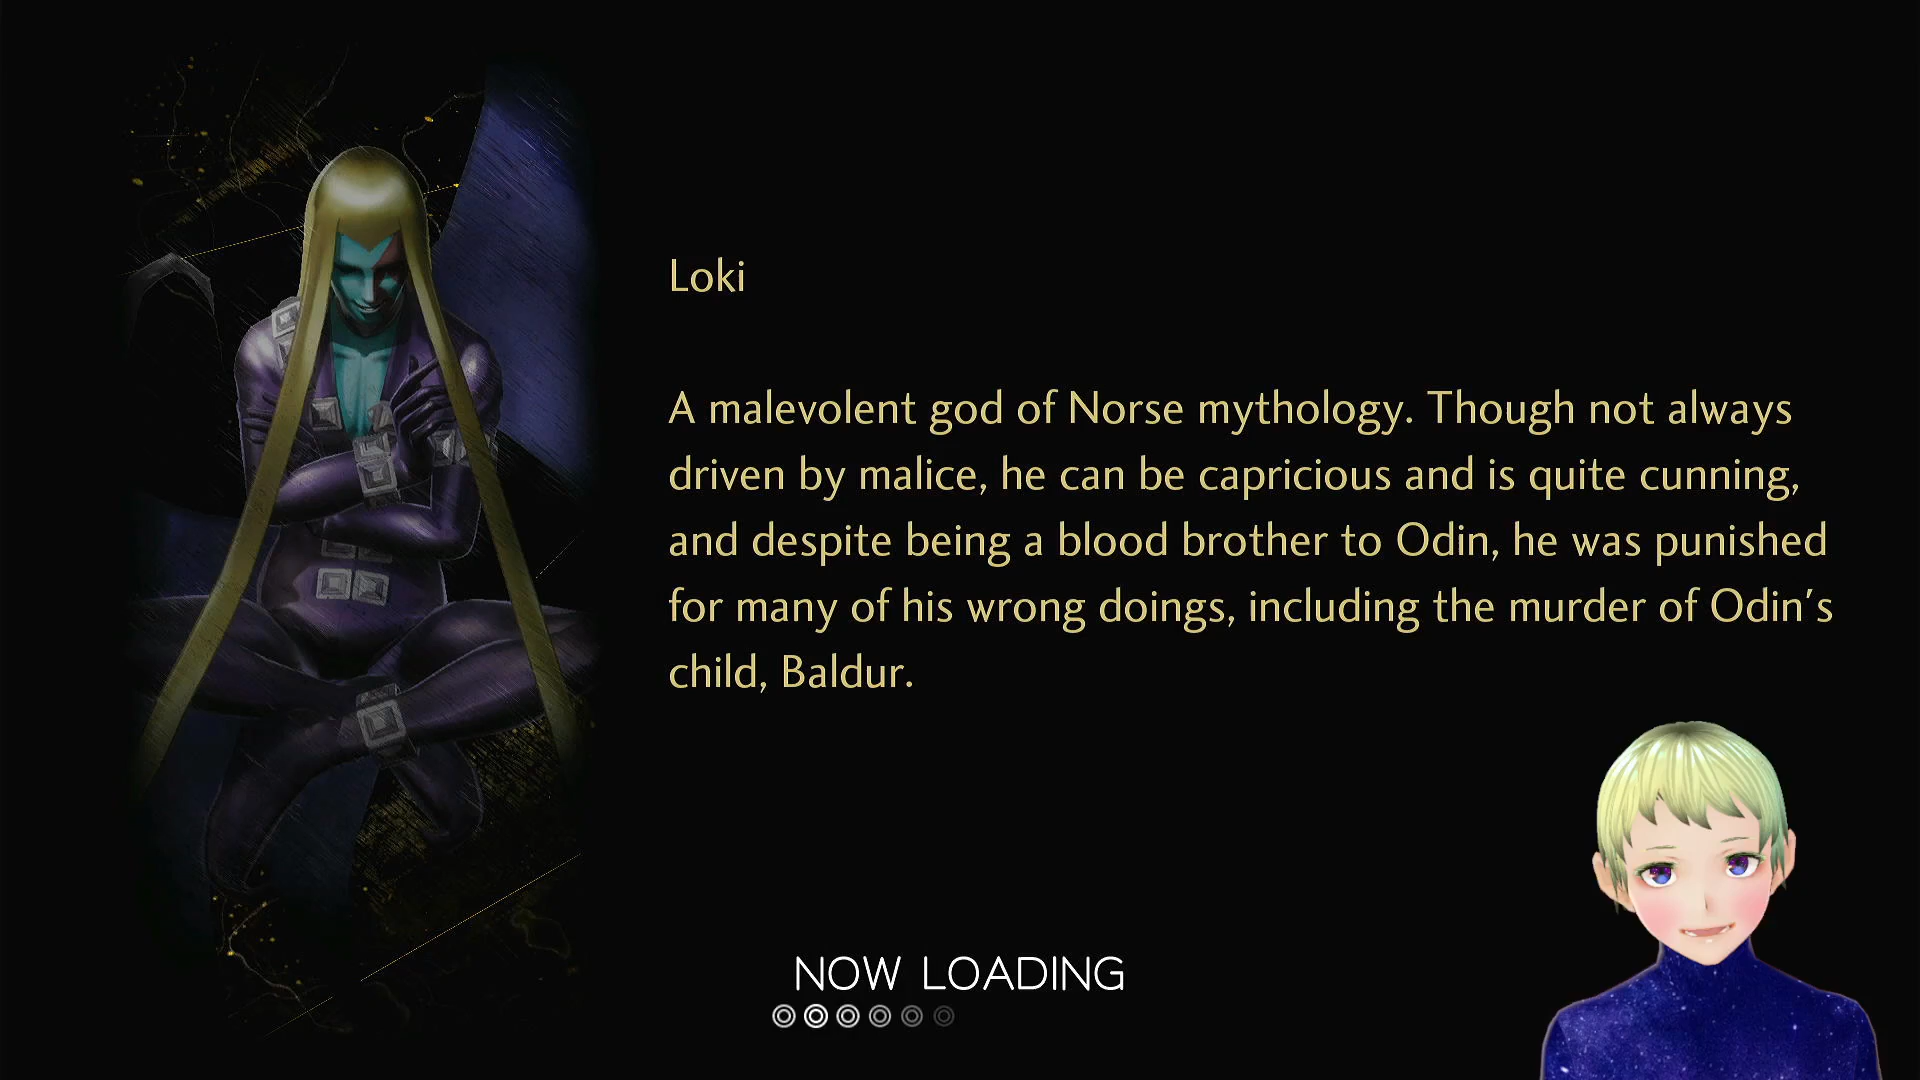 Loki
A malevolent god of Norse mythology. Though not always
driven by malice, he can be capricious and is quite cunning,
and despite being a blood brother to Odin, he was punished
for many of his wrong doings, including the murder of Odin's
child, Baldur.
NOW LOADING